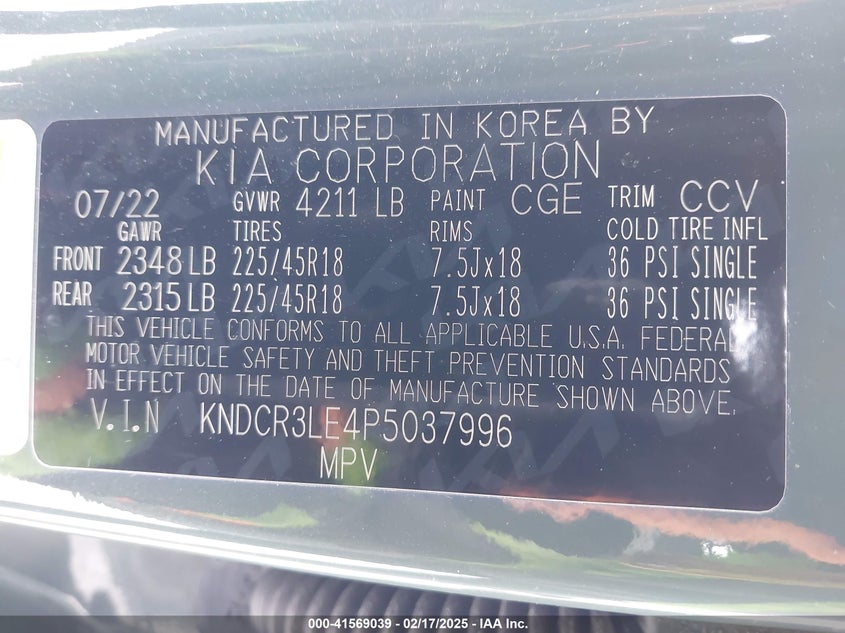 MANUFACTURED IN KOREA BY
KIA CORPORATION
07/22 GVWR 4211 LB PAINT CGE TRIM CCV
GAWR TIRES RIMS COLD TIRE INFL
FRONT 2348 LB 225/45R18 7.5Jx18 36 PSI SINGLE
REAR 2315 LB 225/45R18 7.5Jx18 36 PSI SINGLE
THIS VEHICLE CONFORMS TO ALL APPLICABLE U.S.A. FEDERAL
MOTOR VEHICLE SAFETY AND THEFT PREVENTION STANDARDS
IN EFFECT ON THE DATE OF MANUFACTURE SHOWN ABOVE.
V.I.N KNDCR3LE4P5037996
MPV
000-41569039 - 02/17/2025 - IAA Inc.